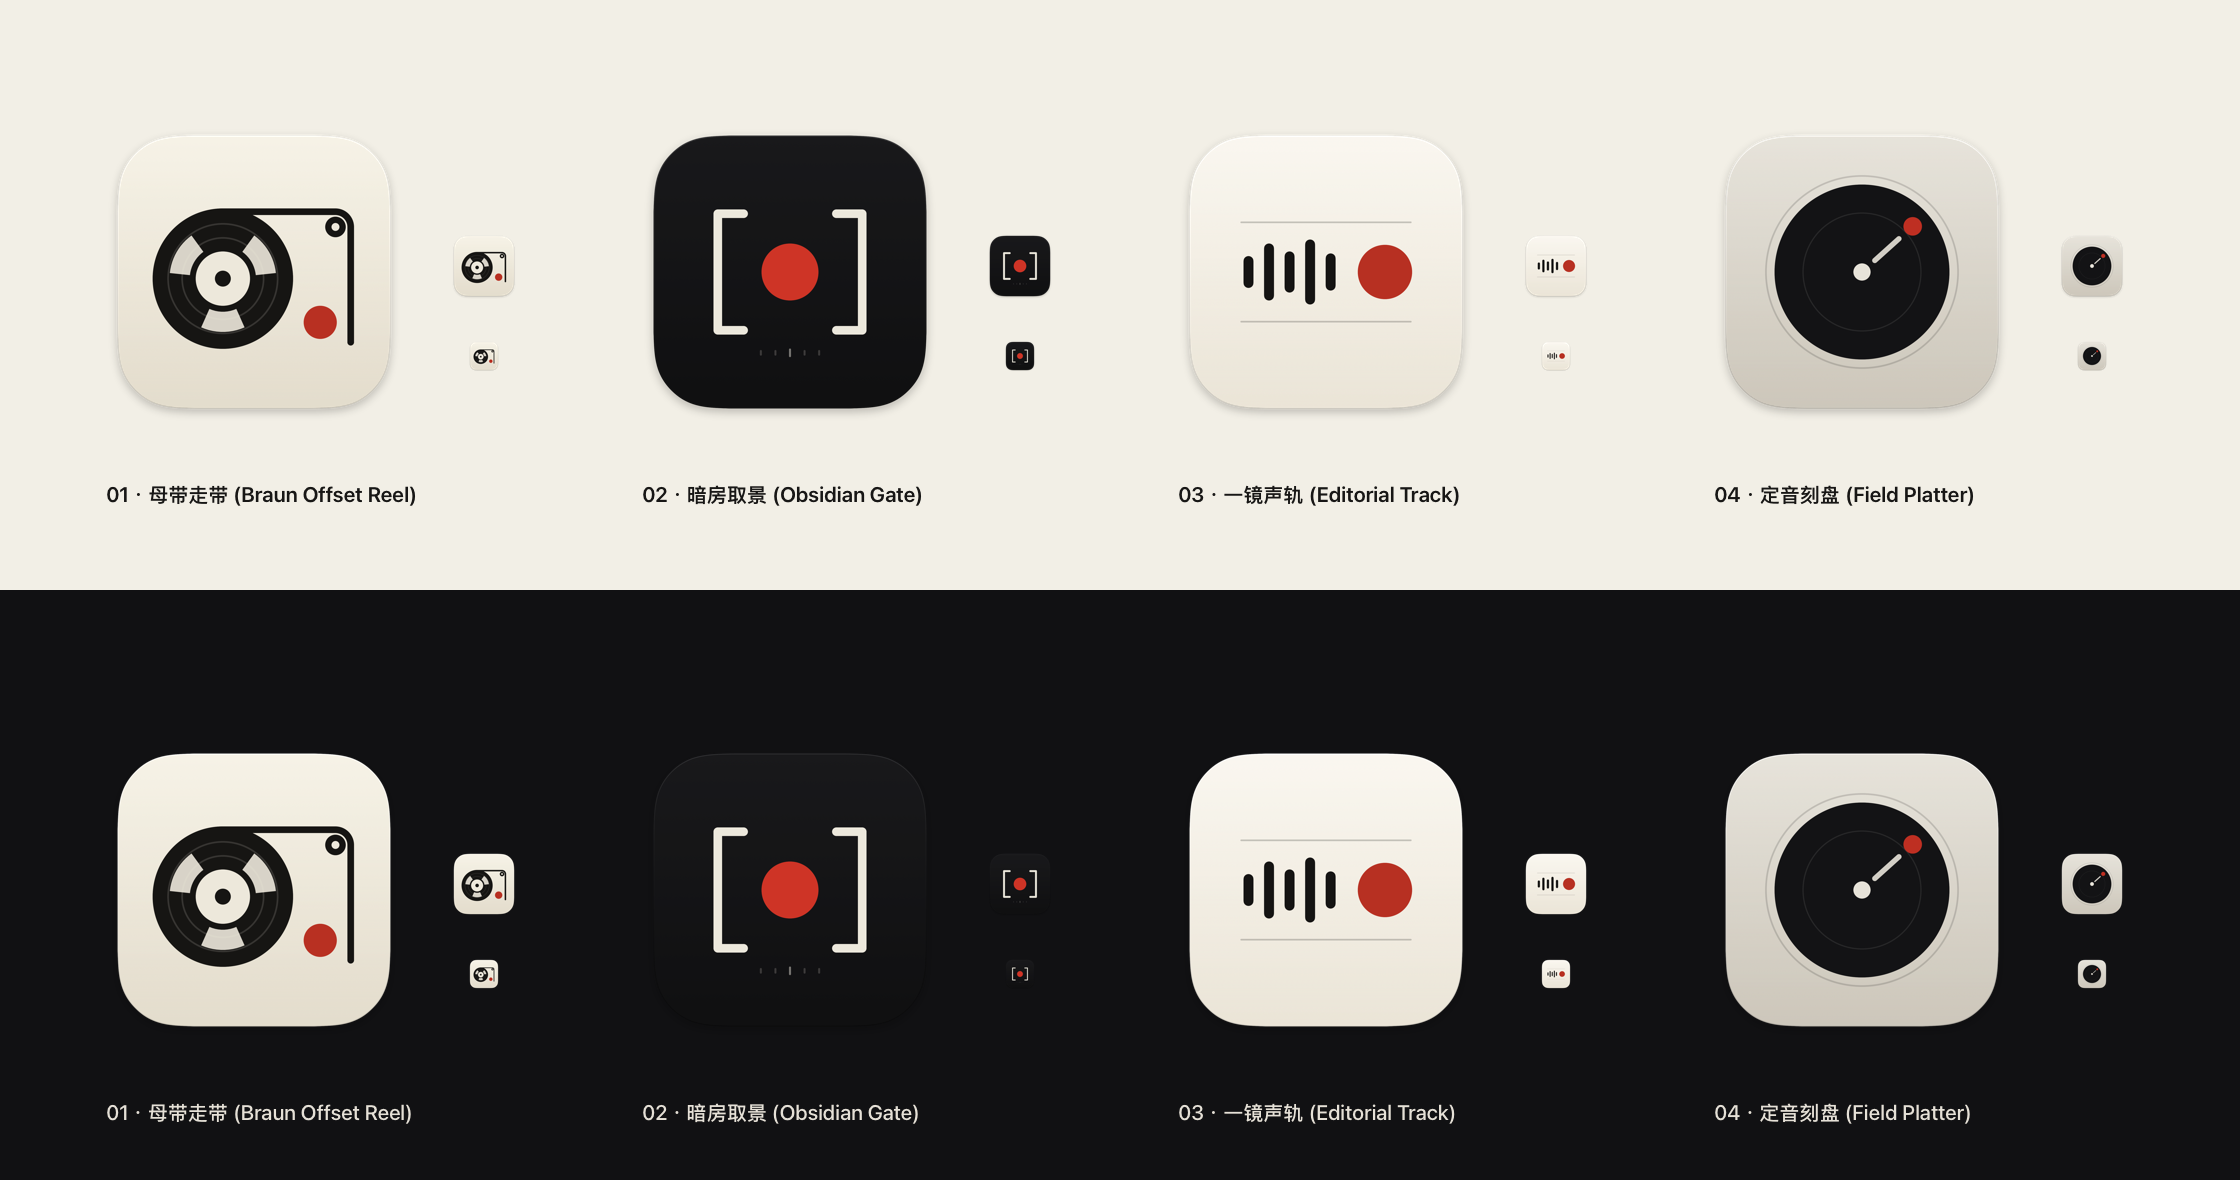 01 · 母带走带 (Braun Offset Reel)
02 · 暗房取景 (Obsidian Gate)
03 · 一镜声轨 (Editorial Track)
04 · 定音刻盘 (Field Platter)
01 · 母带走带 (Braun Offset Reel)
02 · 暗房取景 (Obsidian Gate)
03 · 一镜声轨 (Editorial Track)
04 · 定音刻盘 (Field Platter)